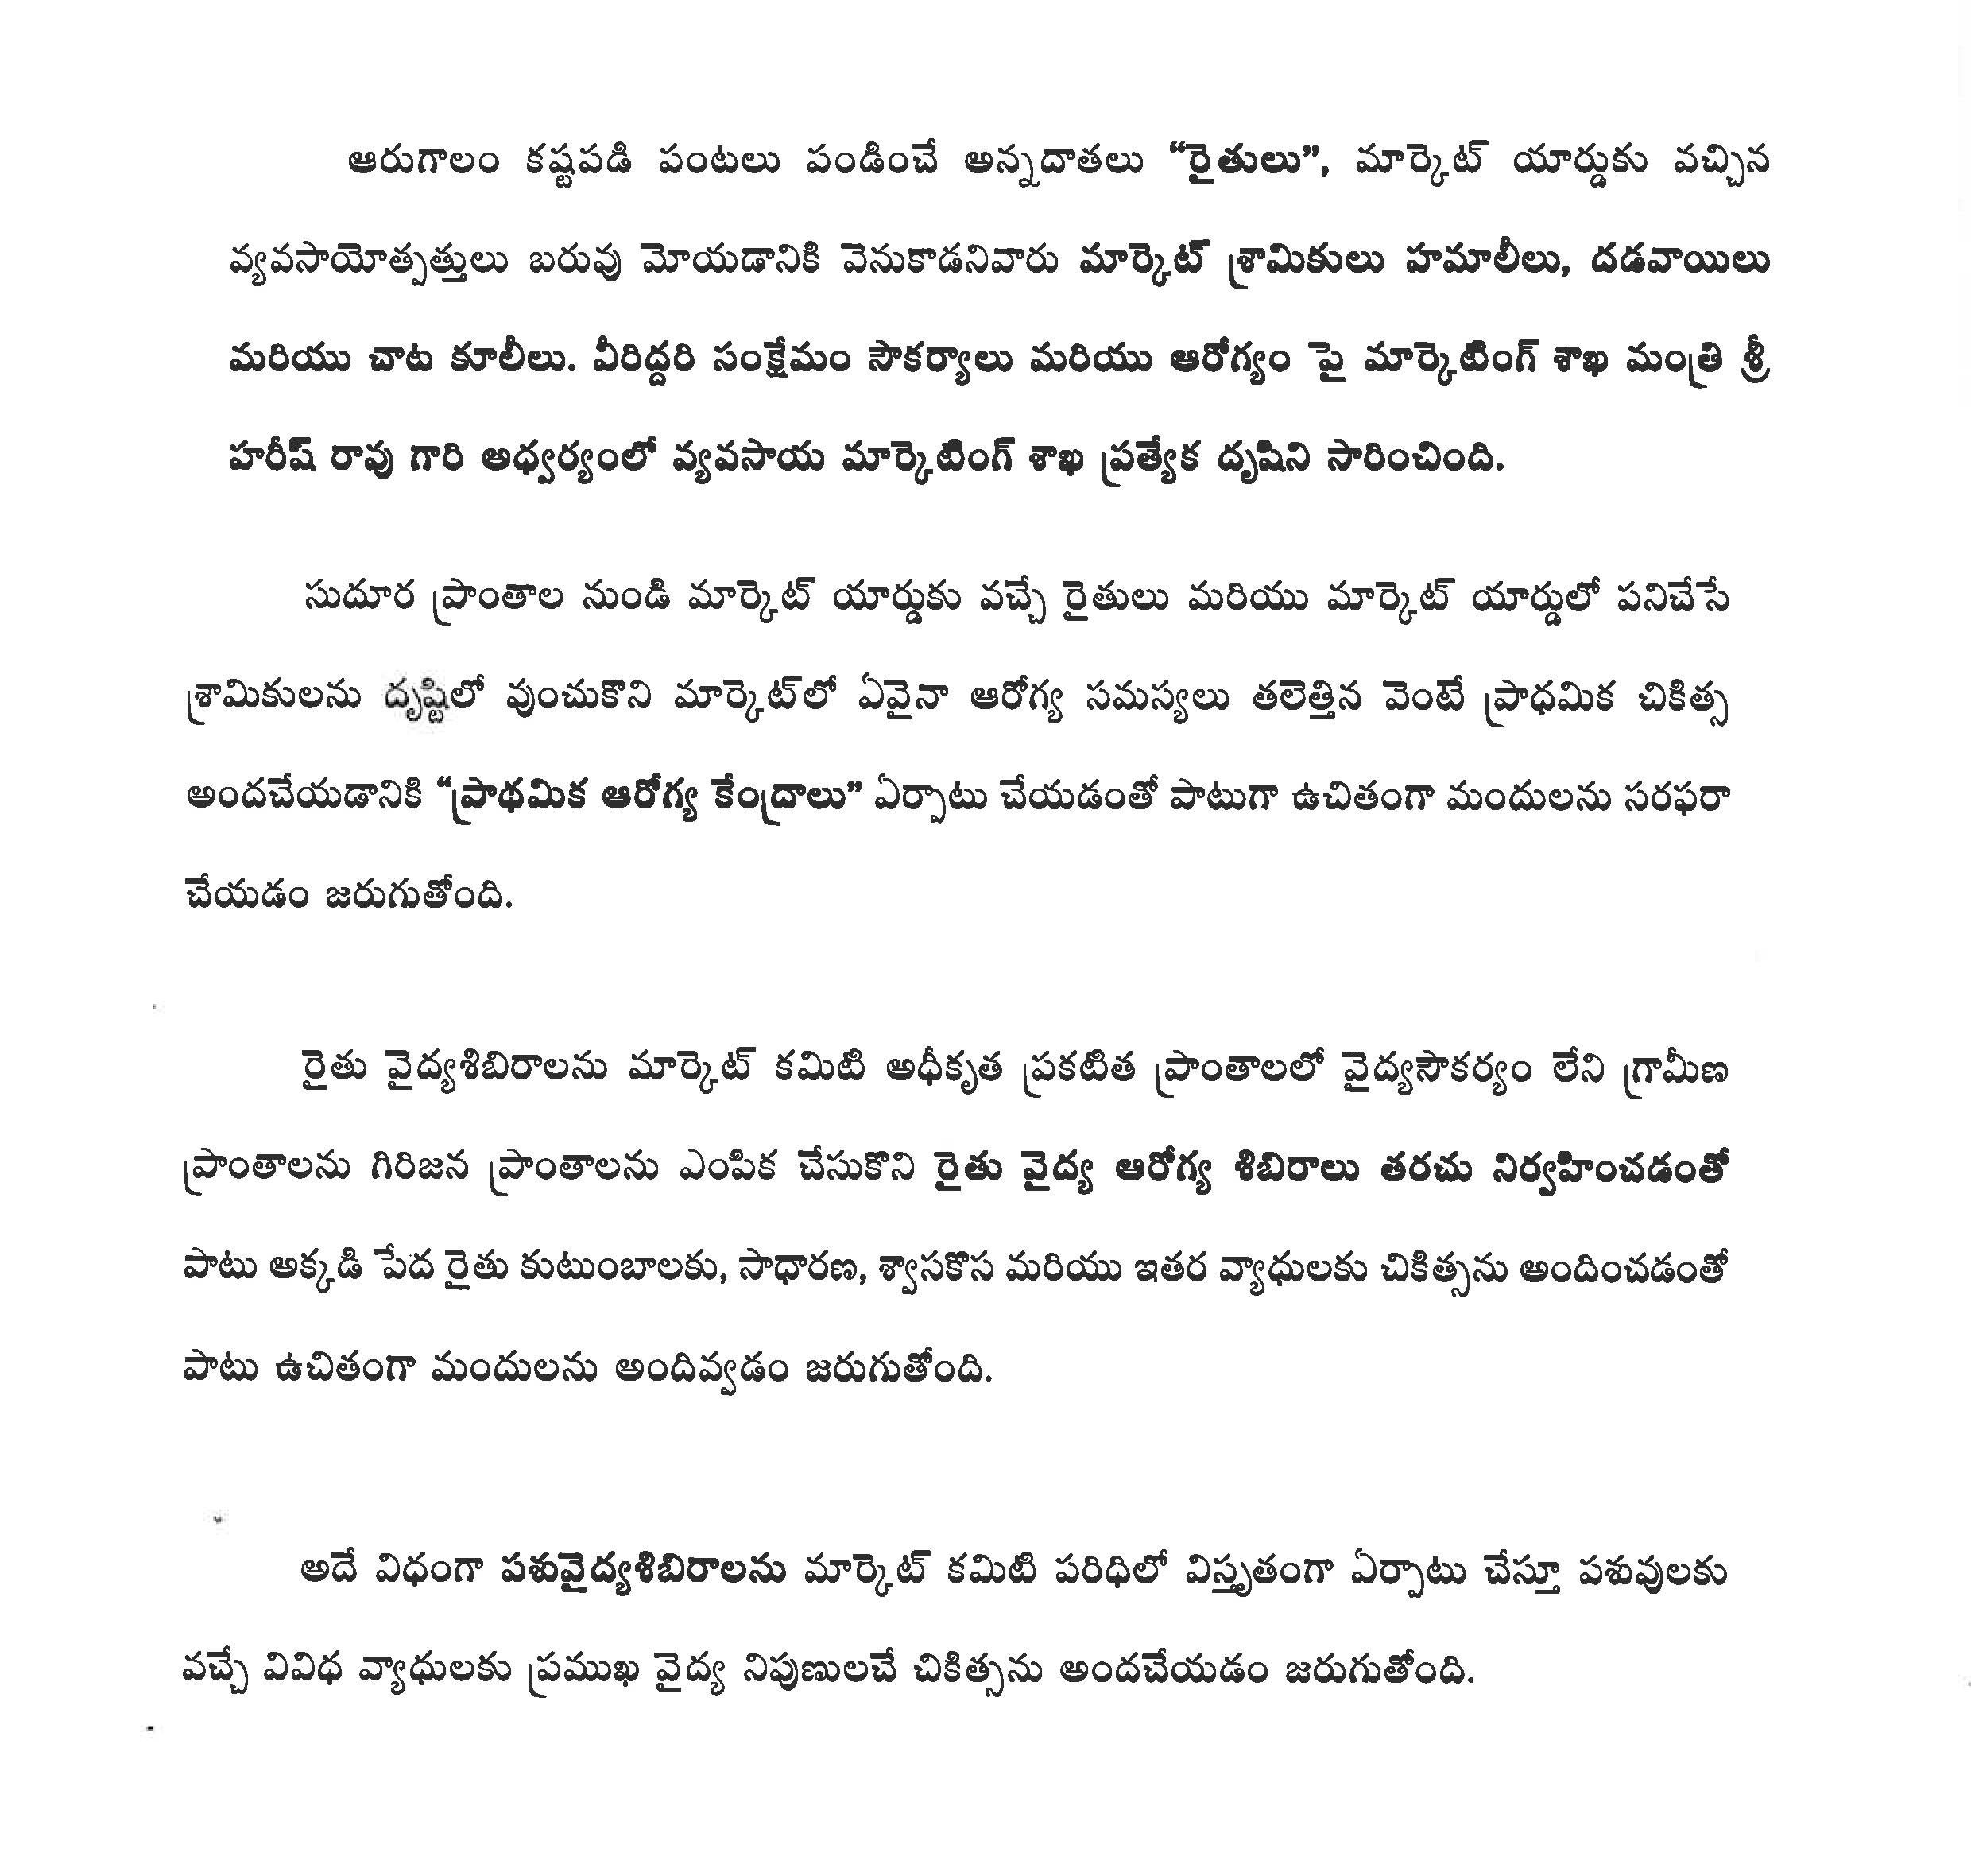 ఆరుగాలం కష్టపడి పంటలు పండించే అన్నదాతలు “రైతులు”, మార్కెట్ యార్డుకు వచ్చిన
వ్యవసాయోత్పత్తులు బరువు మోయడానికి వెనుకాడనివారు మార్కెట్ శ్రామికులు హమాలీలు, దడవాయిలు
మరియు చాట కూలీలు. వీరిద్దరి సంక్షేమం సౌకర్యాలు మరియు ఆరోగ్యం పై మార్కెటింగ్ శాఖ మంత్రి శ్రీ
హరీష్ రావు గారి అధ్వర్యంలో వ్యవసాయ మార్కెటింగ్ శాఖ ప్రత్యేక దృషిని సారించింది.
సుదూర ప్రాంతాల నుండి మార్కెట్ యార్డుకు వచ్చే రైతులు మరియు మార్కెట్ యార్డులో పనిచేసే
శ్రామికులను దృష్టిలో వుంచుకొని మార్కెట్‌లో ఏవైనా ఆరోగ్య సమస్యలు తలెత్తిన వెంటే ప్రాధమిక చికిత్స
అందచేయడానికి “ప్రాథమిక ఆరోగ్య కేంద్రాలు” ఏర్పాటు చేయడంతో పాటుగా ఉచితంగా మందులను సరఫరా
చేయడం జరుగుతోంది.
రైతు వైద్యశిబిరాలను మార్కెట్ కమిటి అధీకృత ప్రకటిత ప్రాంతాలలో వైద్యసౌకర్యం లేని గ్రామీణ
ప్రాంతాలను గిరిజన ప్రాంతాలను ఎంపిక చేసుకొని రైతు వైద్య ఆరోగ్య శిబిరాలు తరచు నిర్వహించడంతో
పాటు అక్కడి పేద రైతు కుటుంబాలకు, సాధారణ, శ్వాసకొస మరియు ఇతర వ్యాధులకు చికిత్సను అందించడంతో
పాటు ఉచితంగా మందులను అందివ్వడం జరుగుతోంది.
అదే విధంగా పశువైద్యశిబిరాలను మార్కెట్ కమిటి పరిధిలో విస్తృతంగా ఏర్పాటు చేస్తూ పశువులకు
వచ్చే వివిధ వ్యాధులకు ప్రముఖ వైద్య నిపుణులచే చికిత్సను అందచేయడం జరుగుతోంది.